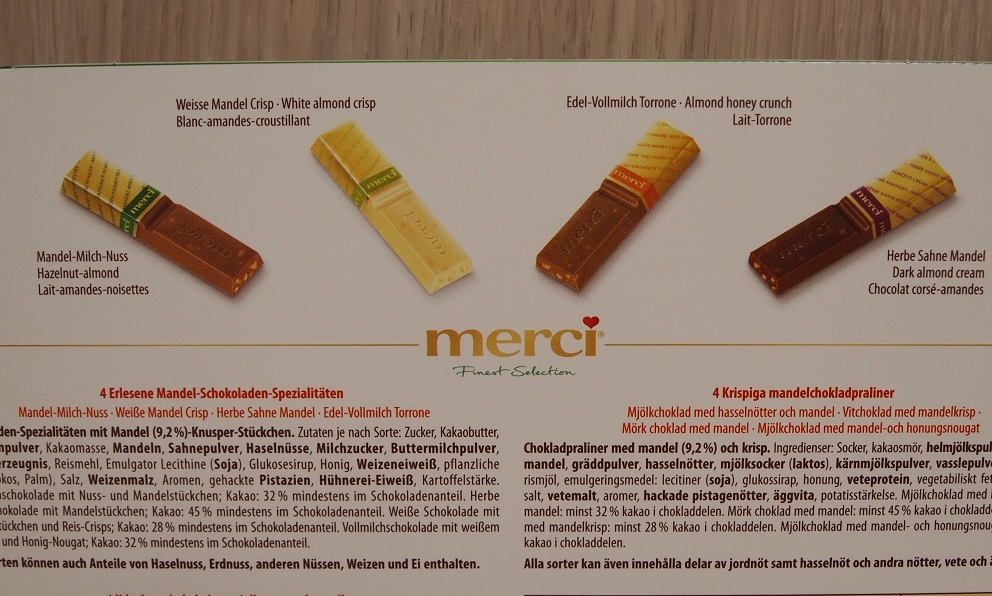 Weisse Mandel Crisp · White almond crisp
Blanc-amandes-croustillant
Edel-Vollmilch Torrone · Almond honey crunch
Lait-Torrone
merci
merci
merci
merci
merci
merci
Mandel-Milch-Nuss
Hazelnut-almond
Lait-amandes-noisettes
Herbe Sahne Mandel
Dark almond cream
Chocolat corsé-amandes
merci
Finest Selection
4 Erlesene Mandel-Schokoladen-Spezialitäten
Mandel-Milch-Nuss · Weiße Mandel Crisp · Herbe Sahne Mandel · Edel-Vollmilch Torrone
den-Spezialitäten mit Mandel (9,2 %)-Knusper-Stückchen. Zutaten je nach Sorte: Zucker, Kakaobutter,
pulver, Kakaomasse, Mandeln, Sahnepulver, Haselnüsse, Milchzucker, Buttermilchpulver,
erzeugnis, Reismehl, Emulgator Lecithine (Soja), Glukosesirup, Honig, Weizeneiweiß, pflanzliche
okos, Palm), Salz, Weizenmalz, Aromen, gehackte Pistazien, Hühnerei-Eiweiß, Kartoffelstärke.
schokolade mit Nuss- und Mandelstückchen; Kakao: 32 % mindestens im Schokoladenanteil. Herbe
okolade mit Mandelstückchen; Kakao: 45 % mindestens im Schokoladenanteil. Weiße Schokolade mit
tückchen und Reis-Crisps; Kakao: 28 % mindestens im Schokoladenanteil. Vollmilchschokolade mit weißem
und Honig-Nougat; Kakao: 32 % mindestens im Schokoladenanteil.
rten können auch Anteile von Haselnuss, Erdnuss, anderen Nüssen, Weizen und Ei enthalten.
4 Krispiga mandelchokladpraliner
Mjölkchoklad med hasselnötter och mandel · Vitchoklad med mandelkrisp ·
Mörk choklad med mandel · Mjölkchoklad med mandel-och honungsnougat
Chokladpraliner med mandel (9,2 %) och krisp. Ingredienser: Socker, kakaosmör, helmjölkspu
mandel, gräddpulver, hasselnötter, mjölksocker (laktos), kärnmjölkspulver, vasslepulve
rismjöl, emulgeringsmedel: lecitiner (soja), glukossirap, honung, veteprotein, vegetabiliskt fet
salt, vetemalt, aromer, hackade pistagenötter, äggvita, potatisstärkelse. Mjölkchoklad med
mandel: minst 32 % kakao i chokladdelen. Mörk choklad med mandel: minst 45 % kakao i choklad
med mandelkrisp: minst 28 % kakao i chokladdelen. Mjölkchoklad med mandel- och honungsnou
kakao i chokladdelen.
Alla sorter kan även innehålla delar av jordnöt samt hasselnöt och andra nötter, vete och